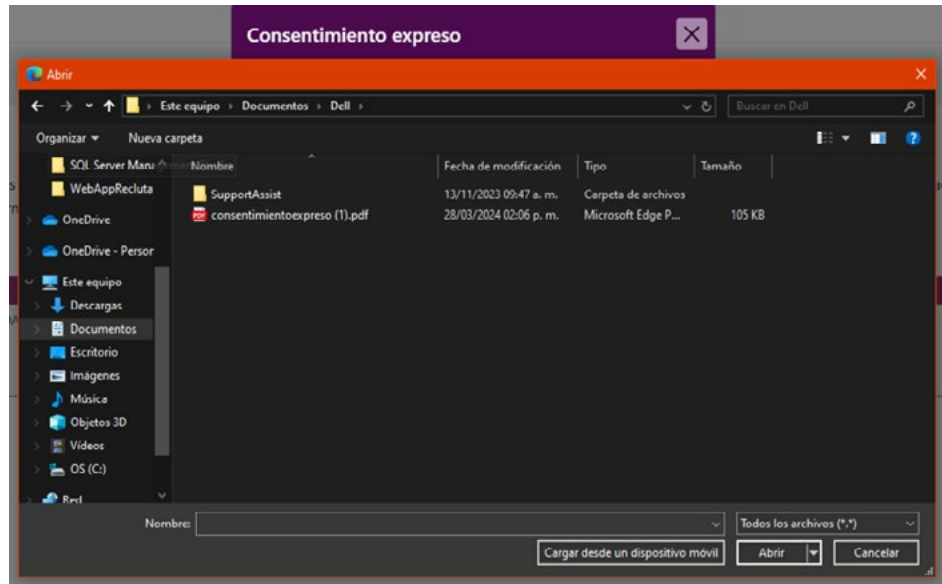 Consentimiento expreso
Abrir
Este equipo > Documentos > Dell >
Buscar en Dell
Organizar
Nueva carpeta
Nombre
Fecha de modificación
Tipo
Tamaño
SupportAssist
13/11/2023 09:47 a. m.
Carpeta de archivos
consentimientoexpreso (1).pdf
28/03/2024 02:06 p. m.
Microsoft Edge P...
105 KB
SQL Server Mana
WebAppRecluta
OneDrive
OneDrive - Person
Este equipo
Descargas
Documentos
Escritorio
Imágenes
Música
Objetos 3D
Vídeos
OS (C:)
Red
Nombre:
Todos los archivos (*.*)
Cargar desde un dispositivo móvil
Abrir
Cancelar